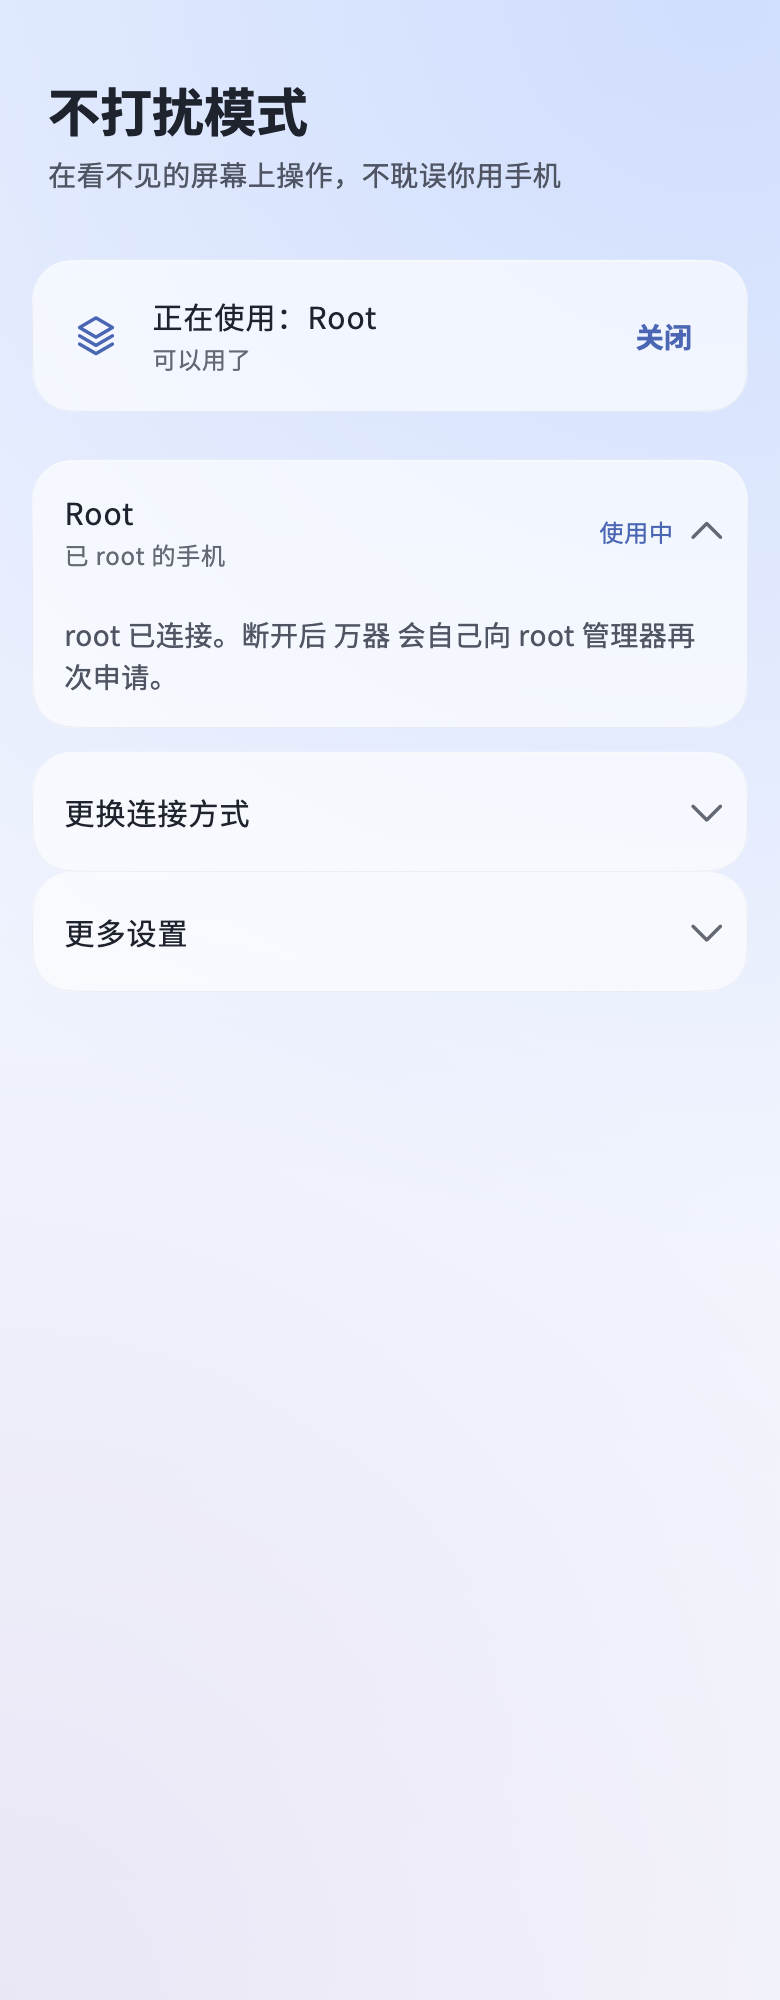 不打扰模式
在看不见的屏幕上操作，不耽误你用手机
正在使用：Root
可以用了
关闭
Root
已 root 的手机
使用中
root 已连接。断开后 万器 会自己向 root 管理器再
次申请。
更换连接方式
更多设置